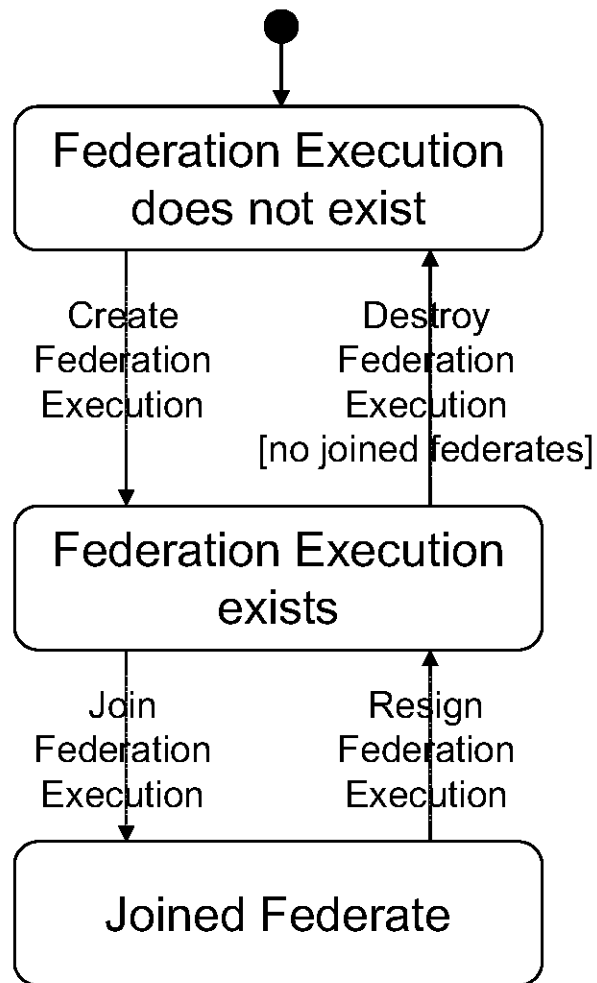 Federation Execution
does not exist
Create
Federation
Execution
Destroy
Federation
Execution
[no joined federates]
Federation Execution
exists
Join
Federation
Execution
Resign
Federation
Execution
Joined Federate